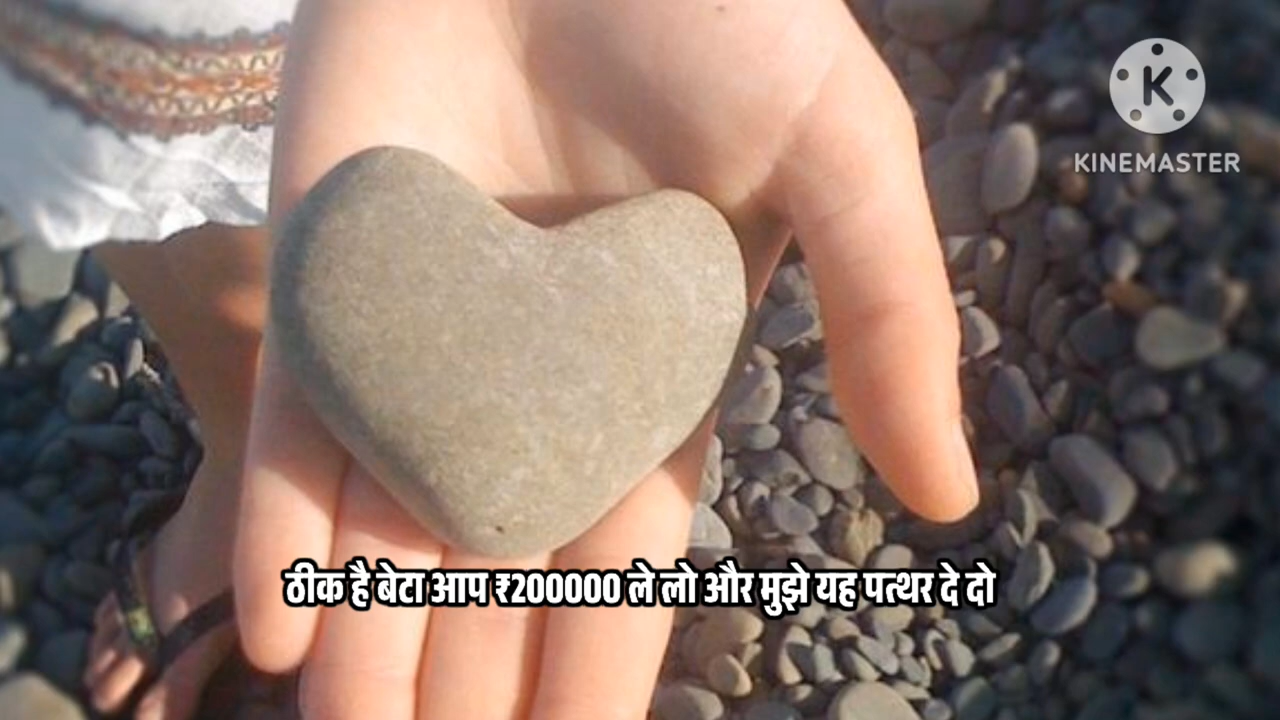 KINEMASTER
ठीक है बेटा आप ₹200000 ले लो और मुझे यह पत्थर दे दो